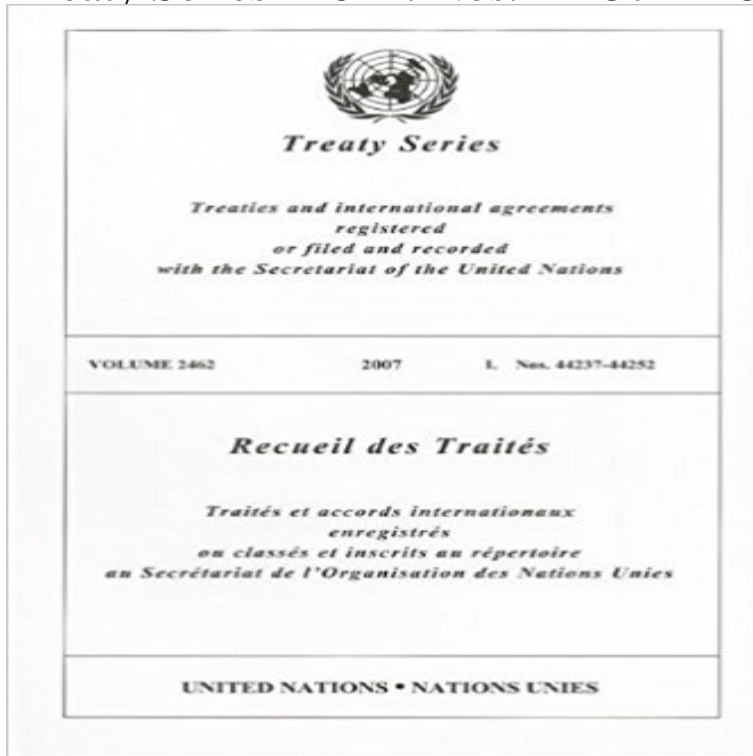 Treaty Series
Treaties and international agreements
registered
or filed and recorded
with the Secretariat of the United Nations
VOLUME 2462 2007 I. Nos. 44237-44252
Recueil des Traités
Traités et accords internationaux
enregistrés
ou classés et inscrits au répertoire
au Secrétariat de l'Organisation des Nations Unies
UNITED NATIONS • NATIONS UNIES